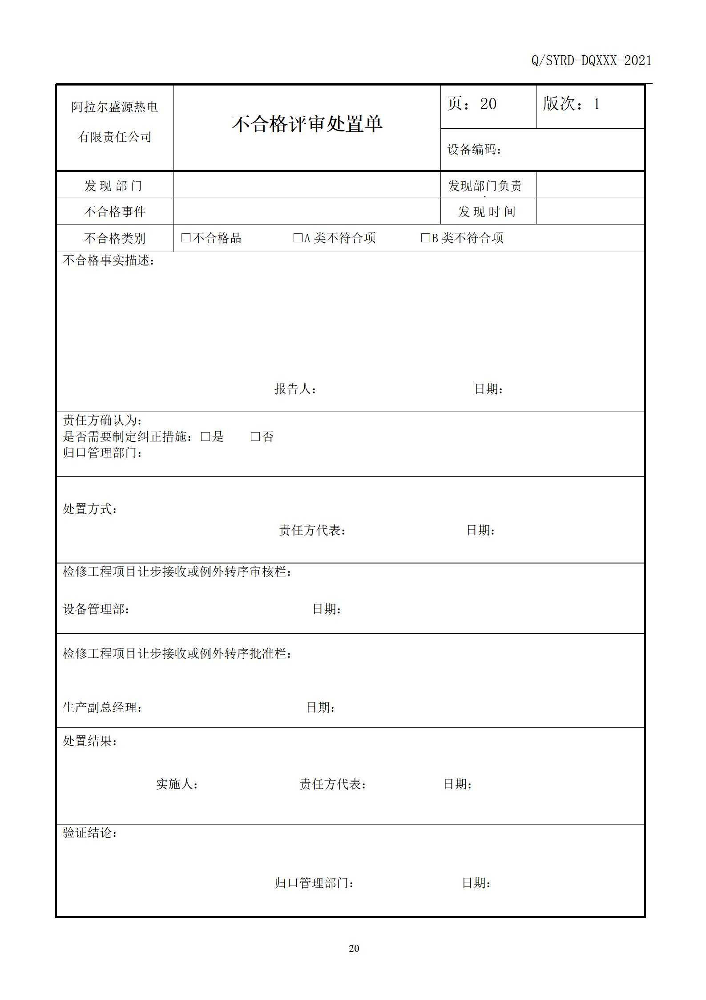 Q/SYRD-DQXXX-2021
阿拉尔盛源热电
有限责任公司
不合格评审处置单
页：20
版次：1
设备编码：
发 现 部 门
发现部门负责
不合格事件
发 现 时 间
不合格类别
□不合格品 □A 类不符合项 □B 类不符合项
不合格事实描述：
报告人： 日期：
责任方确认为：
是否需要制定纠正措施：□是 □否
归口管理部门：
处置方式：
责任方代表： 日期：
检修工程项目让步接收或例外转序审核栏：
设备管理部： 日期：
检修工程项目让步接收或例外转序批准栏：
生产副总经理： 日期：
处置结果：
实施人： 责任方代表： 日期：
验证结论：
归口管理部门： 日期：
20